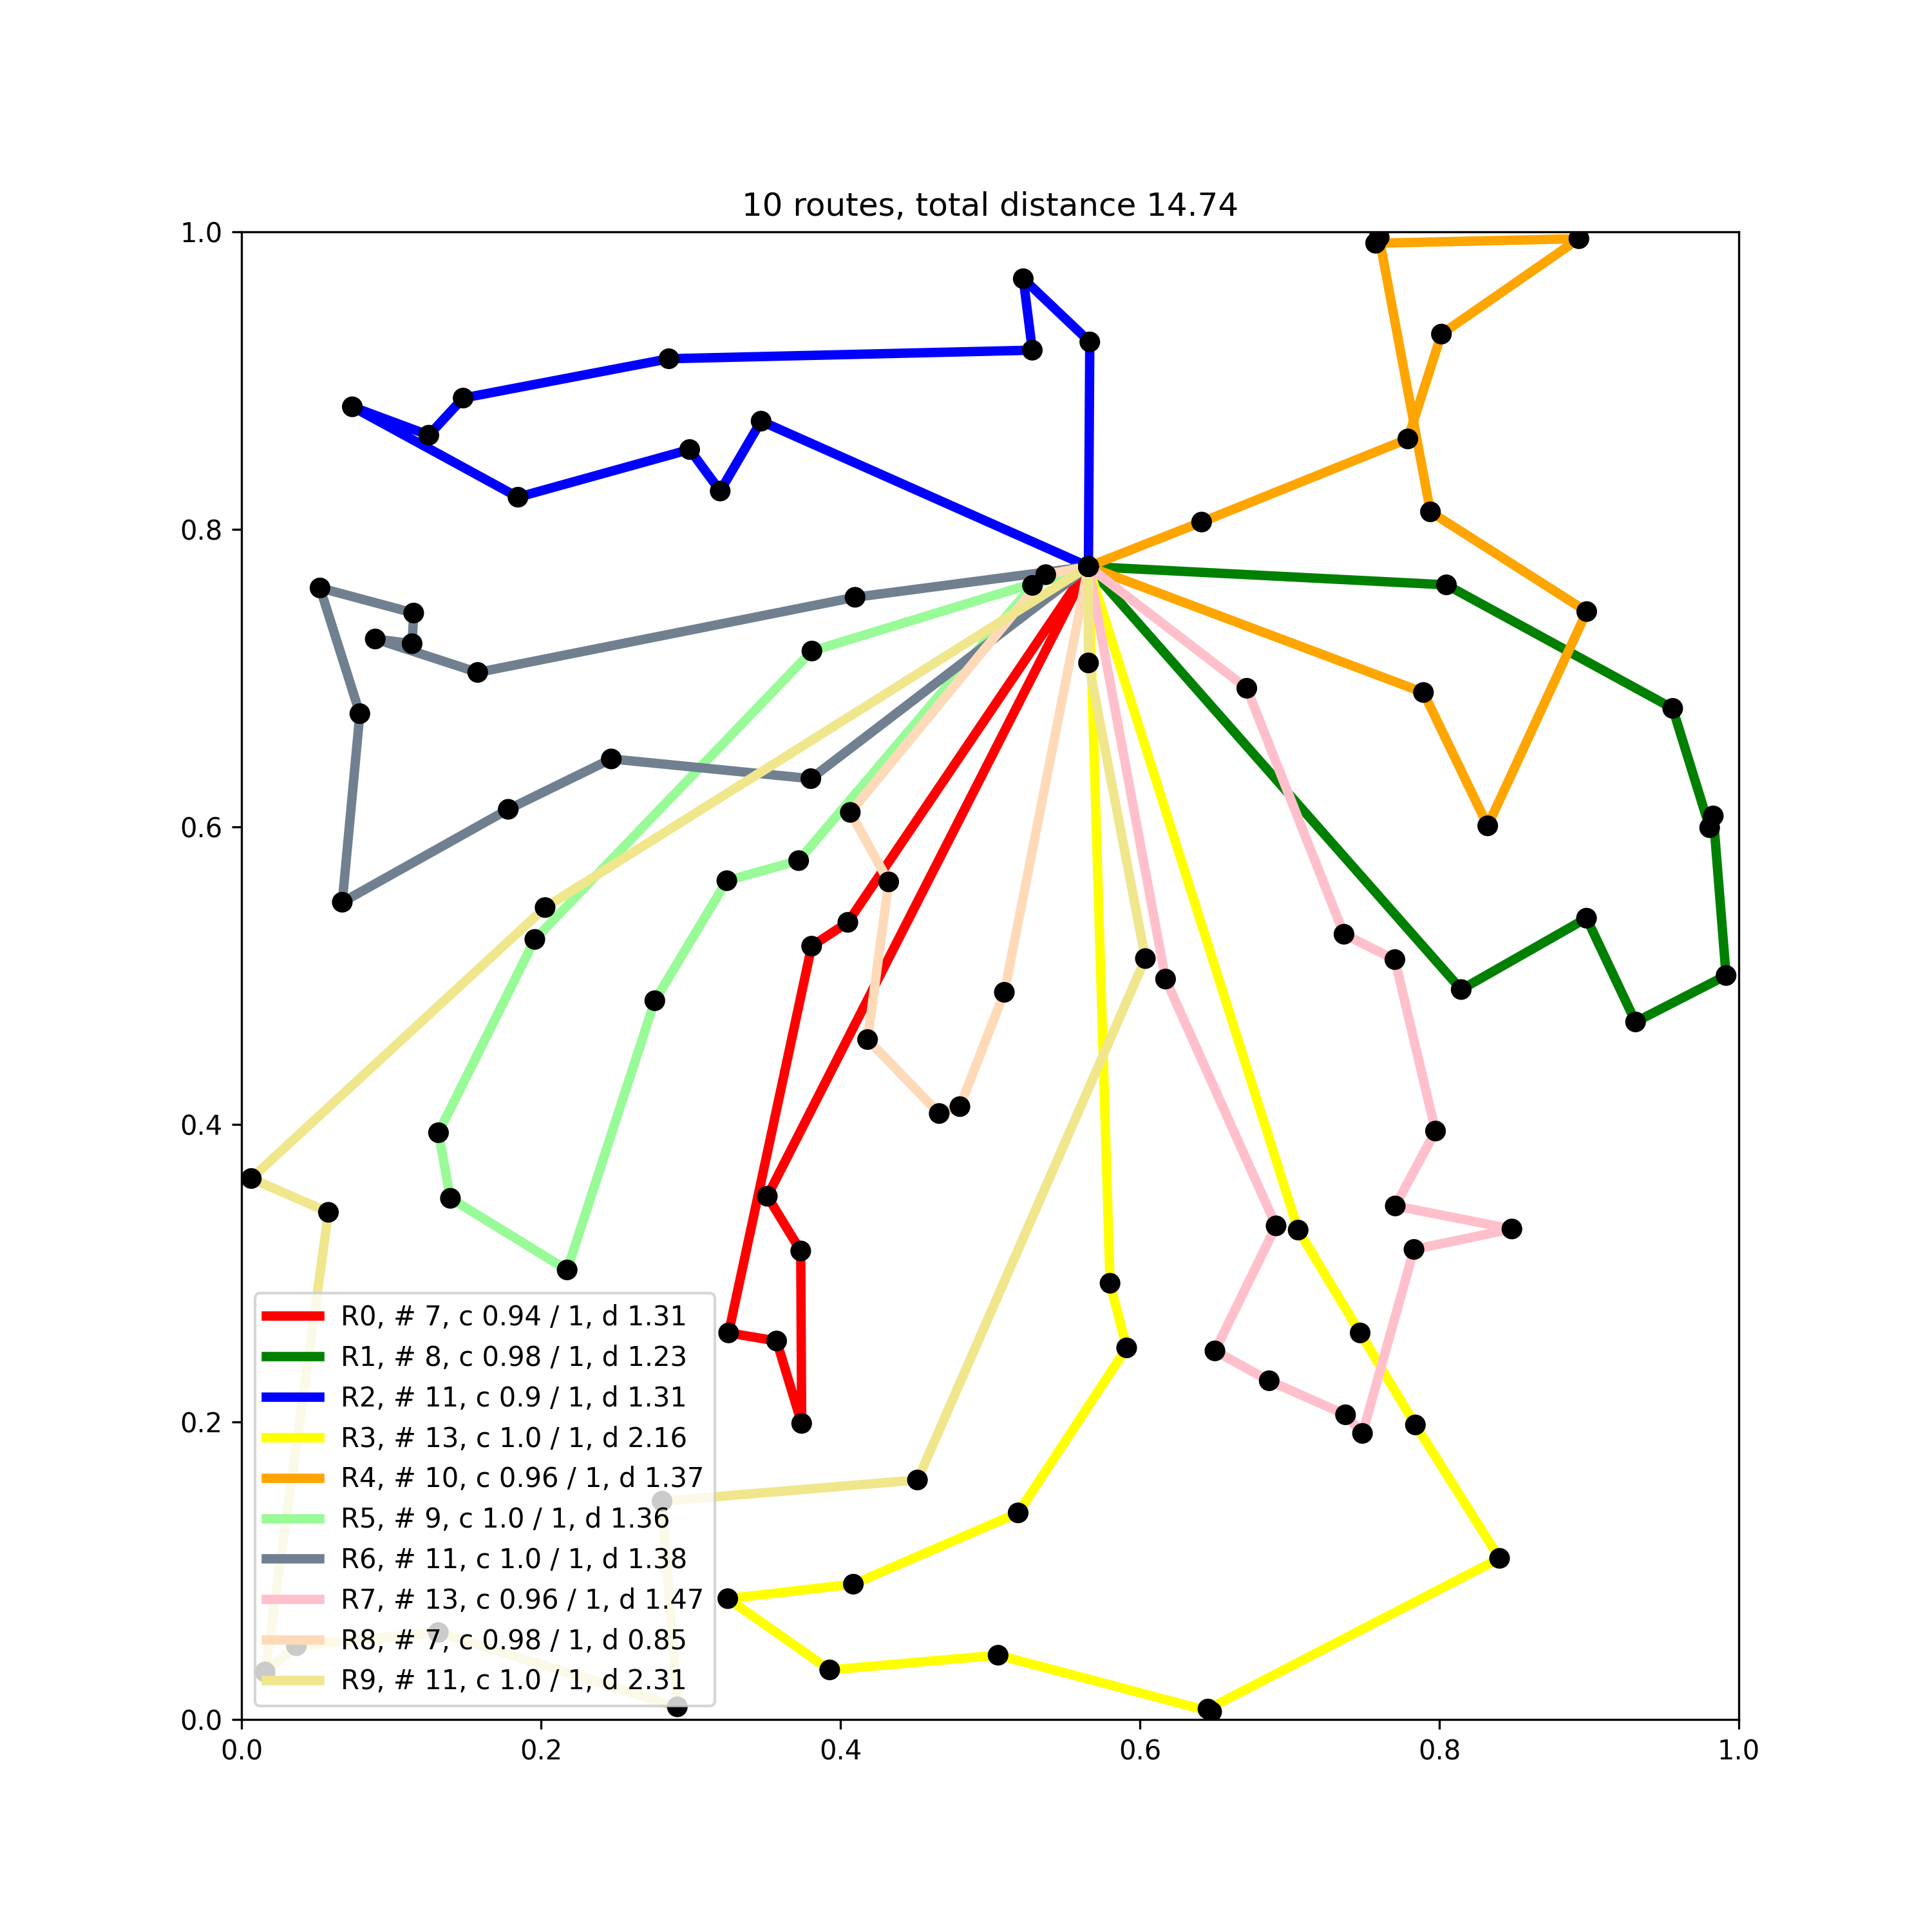 10 routes, total distance 14.74
1.0
0.8
0.6
0.4
0.2
0.0
R0, # 7, c 0.94 / 1, d 1.31
R1, # 8, c 0.98 / 1, d 1.23
R2, # 11, c 0.9 / 1, d 1.31
R3, # 13, c 1.0 / 1, d 2.16
R4, # 10, c 0.96 / 1, d 1.37
R5, # 9, c 1.0 / 1, d 1.36
R6, # 11, c 1.0 / 1, d 1.38
R7, # 13, c 0.96 / 1, d 1.47
R8, # 7, c 0.98 / 1, d 0.85
R9, # 11, c 1.0 / 1, d 2.31
0.0 0.2 0.4 0.6 0.8 1.0